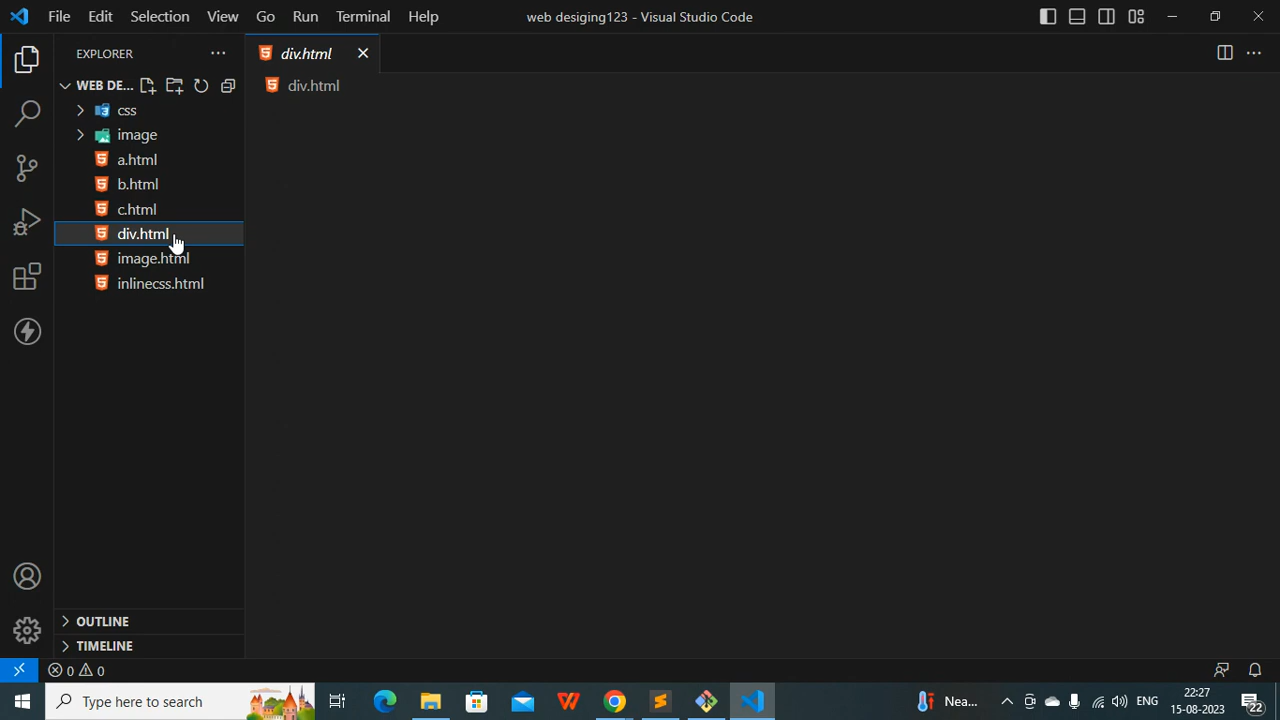 File Edit Selection View Go Run Terminal Help
web desiging123 - Visual Studio Code
EXPLORER
div.html
WEB DE...
div.html
css
image
a.html
b.html
c.html
div.html
image.html
inlinecss.html
OUTLINE
TIMELINE
0 0
Type here to search
Nea...
ENG
22:27
15-08-2023
22